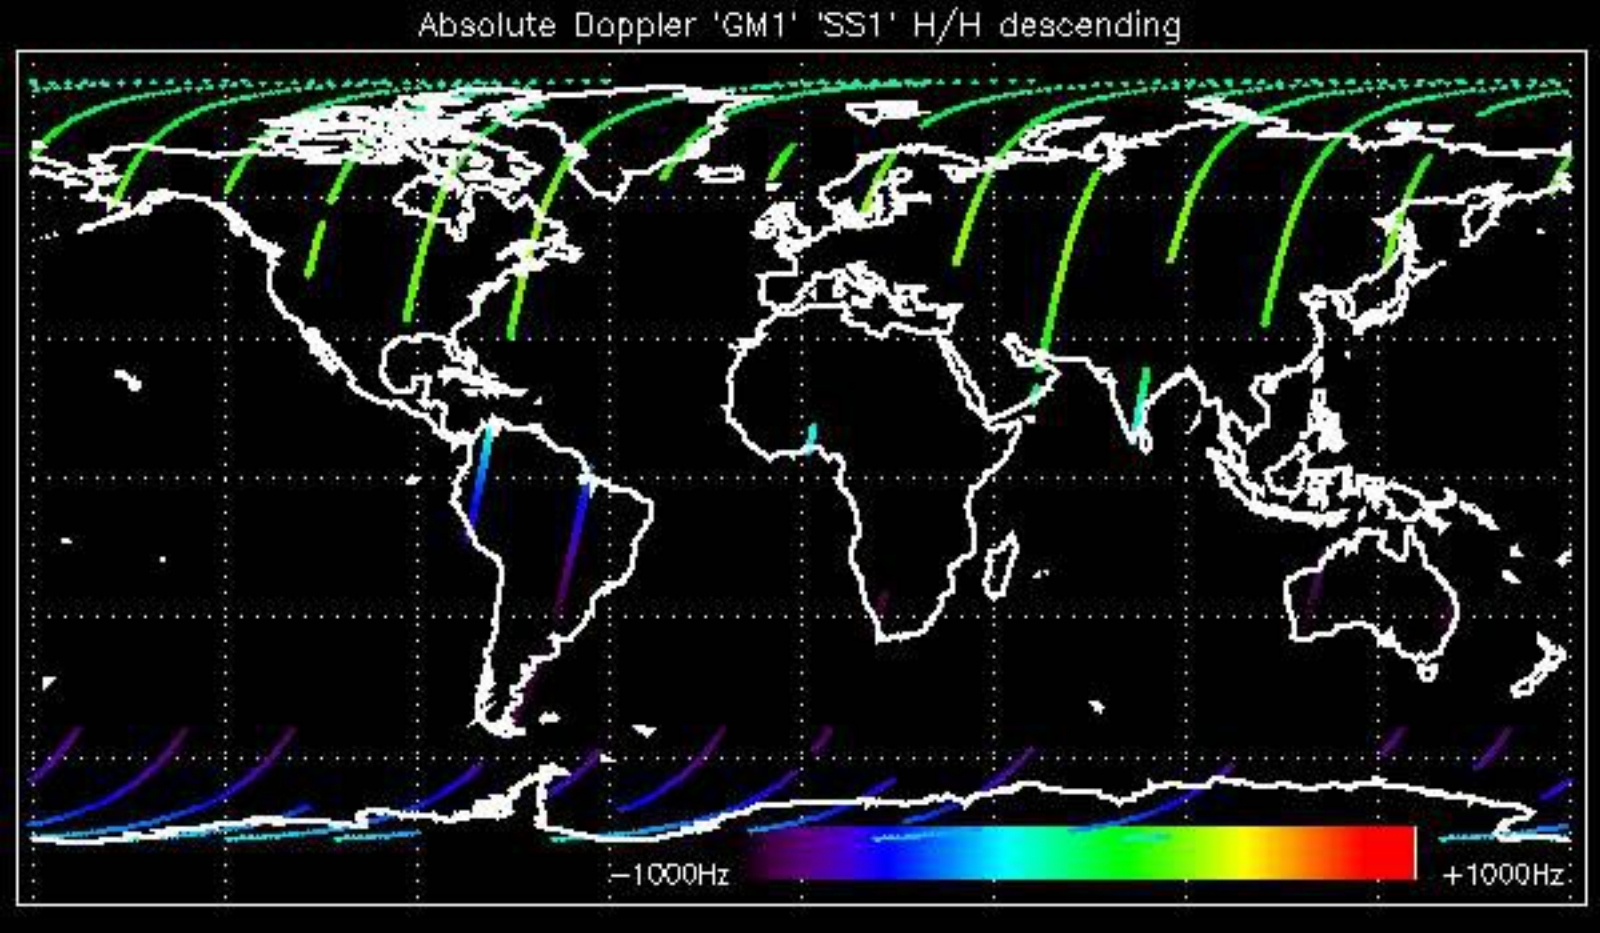 Absolute Doppler 'GM1' 'SS1' H/H descending
−1000Hz
+1000Hz